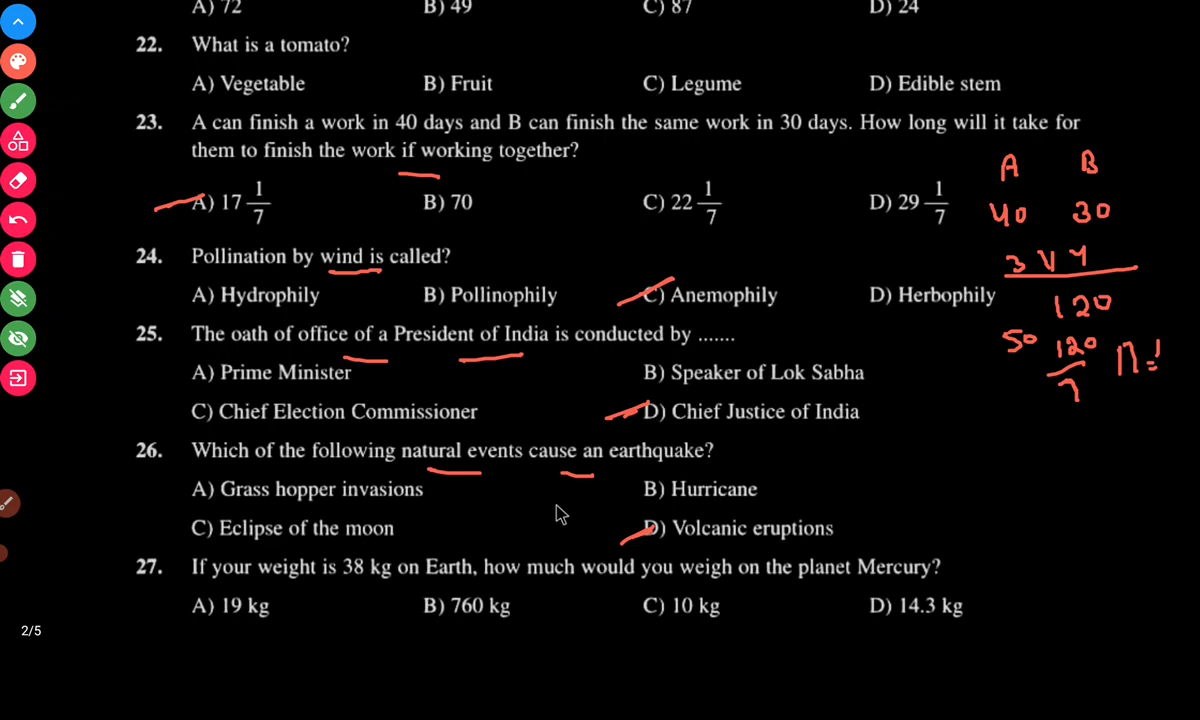 A) 72 B) 49 C) 87 D) 24
22. What is a tomato?
A) Vegetable B) Fruit C) Legume D) Edible stem
23. A can finish a work in 40 days and B can finish the same work in 30 days. How long will it take for
them to finish the work if working together?
A) 17 1/7 B) 70 C) 22 1/7 D) 29 1/7
A B
40 30
3 4
120
50 120/7 17
24. Pollination by wind is called?
A) Hydrophily B) Pollinophily C) Anemophily D) Herbophily
25. The oath of office of a President of India is conducted by .......
A) Prime Minister B) Speaker of Lok Sabha
C) Chief Election Commissioner D) Chief Justice of India
26. Which of the following natural events cause an earthquake?
A) Grass hopper invasions B) Hurricane
C) Eclipse of the moon D) Volcanic eruptions
27. If your weight is 38 kg on Earth, how much would you weigh on the planet Mercury?
A) 19 kg B) 760 kg C) 10 kg D) 14.3 kg
2/5